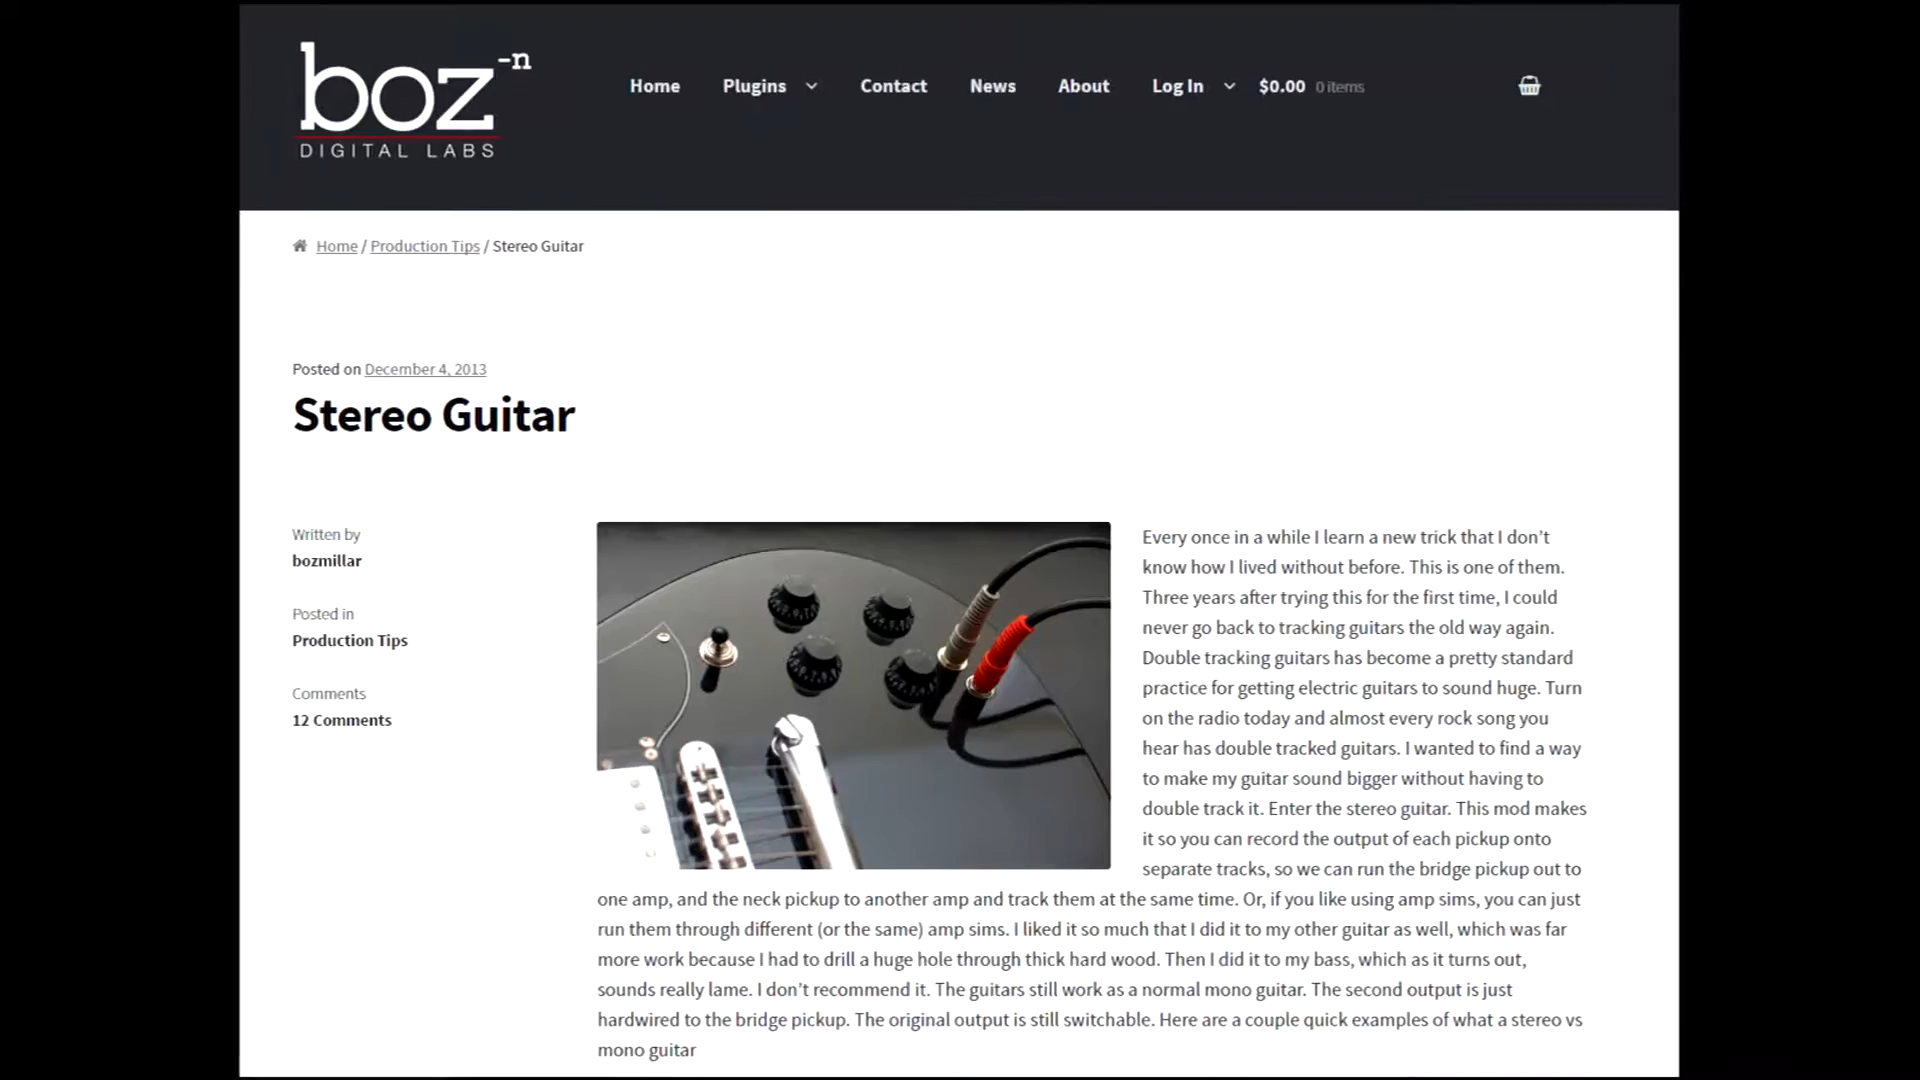 boz -n
DIGITAL LABS
Home Plugins Contact News About Log In $0.00 0 items
Home / Production Tips / Stereo Guitar
Posted on December 4, 2013
Stereo Guitar
Written by
bozmillar
Posted in
Production Tips
Comments
12 Comments
Every once in a while I learn a new trick that I don’t
know how I lived without before. This is one of them.
Three years after trying this for the first time, I could
never go back to tracking guitars the old way again.
Double tracking guitars has become a pretty standard
practice for getting electric guitars to sound huge. Turn
on the radio today and almost every rock song you
hear has double tracked guitars. I wanted to find a way
to make my guitar sound bigger without having to
double track it. Enter the stereo guitar. This mod makes
it so you can record the output of each pickup onto
separate tracks, so we can run the bridge pickup out to
one amp, and the neck pickup to another amp and track them at the same time. Or, if you like using amp sims, you can just
run them through different (or the same) amp sims. I liked it so much that I did it to my other guitar as well, which was far
more work because I had to drill a huge hole through thick hard wood. Then I did it to my bass, which as it turns out,
sounds really lame. I don’t recommend it. The guitars still work as a normal mono guitar. The second output is just
hardwired to the bridge pickup. The original output is still switchable. Here are a couple quick examples of what a stereo vs
mono guitar